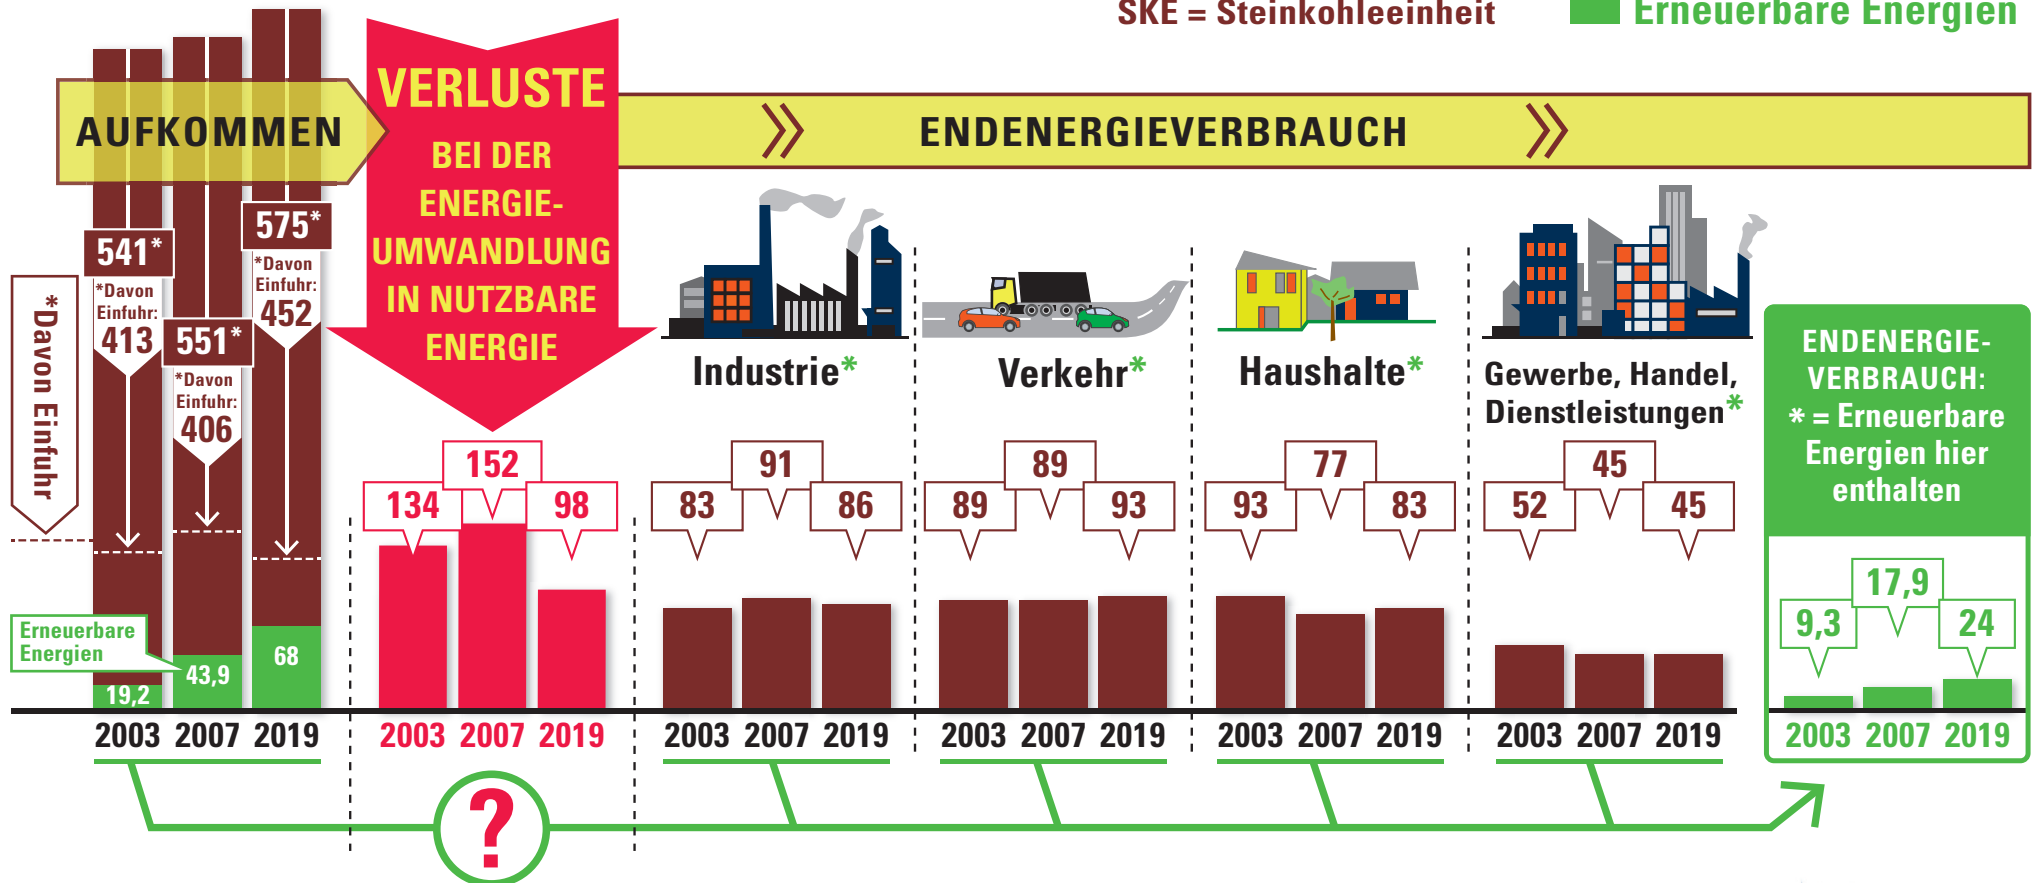 SKE = Steinkohleeinheit
Erneuerbare Energien
AUFKOMMEN
VERLUSTE
BEI DER
ENERGIE-
UMWANDLUNG
IN NUTZBARE
ENERGIE
ENDENERGIEVERBRAUCH
*Davon Einfuhr
541*
*Davon
Einfuhr:
413
551*
*Davon
Einfuhr:
406
575*
*Davon
Einfuhr:
452
Erneuerbare
Energien
19,2
43,9
68
2003 2007 2019
134
152
98
2003 2007 2019
?
Industrie*
83
91
86
2003 2007 2019
Verkehr*
89
89
93
2003 2007 2019
Haushalte*
93
77
83
2003 2007 2019
Gewerbe, Handel,
Dienstleistungen*
52
45
45
2003 2007 2019
ENDENERGIE-
VERBRAUCH:
* = Erneuerbare
Energien hier
enthalten
9,3
17,9
24
2003 2007 2019